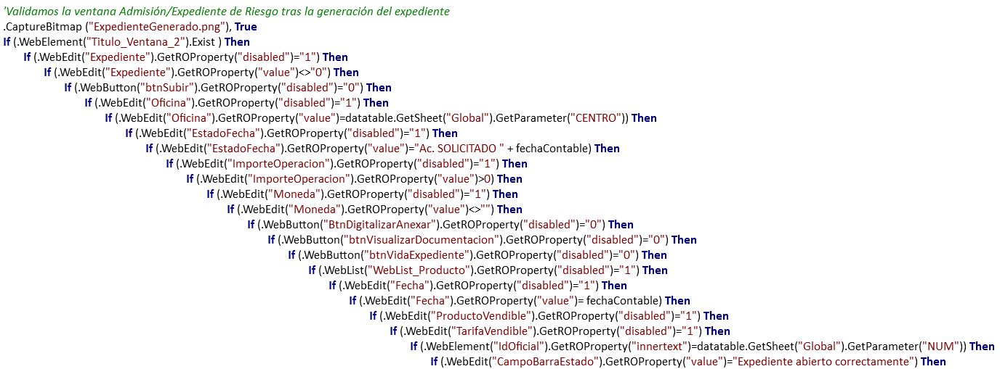 'Validamos la ventana Admisión/Expediente de Riesgo tras la generación del expediente
.CaptureBitmap ("ExpedienteGenerado.png"), True
If (.WebElement("Titulo_Ventana_2").Exist ) Then
If (.WebEdit("Expediente").GetROProperty("disabled")="1") Then
If (.WebEdit("Expediente").GetROProperty("value")<>"0") Then
If (.WebButton("btnSubir").GetROProperty("disabled")="0") Then
If (.WebEdit("Oficina").GetROProperty("disabled")="1") Then
If (.WebEdit("Oficina").GetROProperty("value")=datatable.GetSheet("Global").GetParameter("CENTRO")) Then
If (.WebEdit("EstadoFecha").GetROProperty("disabled")="1") Then
If (.WebEdit("EstadoFecha").GetROProperty("value")="Ac. SOLICITADO " + fechaContable) Then
If (.WebEdit("ImporteOperacion").GetROProperty("disabled")="1") Then
If (.WebEdit("ImporteOperacion").GetROProperty("value")>0) Then
If (.WebEdit("Moneda").GetROProperty("disabled")="1") Then
If (.WebEdit("Moneda").GetROProperty("value")<>"") Then
If (.WebButton("BtnDigitalizarAnexar").GetROProperty("disabled")="0") Then
If (.WebButton("btnVisualizarDocumentacion").GetROProperty("disabled")="0") Then
If (.WebButton("btnVidaExpediente").GetROProperty("disabled")="0") Then
If (.WebList("WebList_Producto").GetROProperty("disabled")="1") Then
If (.WebEdit("Fecha").GetROProperty("disabled")="1") Then
If (.WebEdit("Fecha").GetROProperty("value")= fechaContable) Then
If (.WebEdit("ProductoVendible").GetROProperty("disabled")="1") Then
If (.WebEdit("TarifaVendible").GetROProperty("disabled")="1") Then
If (.WebElement("IdOficial").GetROProperty("innertext")=datatable.GetSheet("Global").GetParameter("NUM")) Then
If (.WebEdit("CampoBarraEstado").GetROProperty("value")="Expediente abierto correctamente") Then